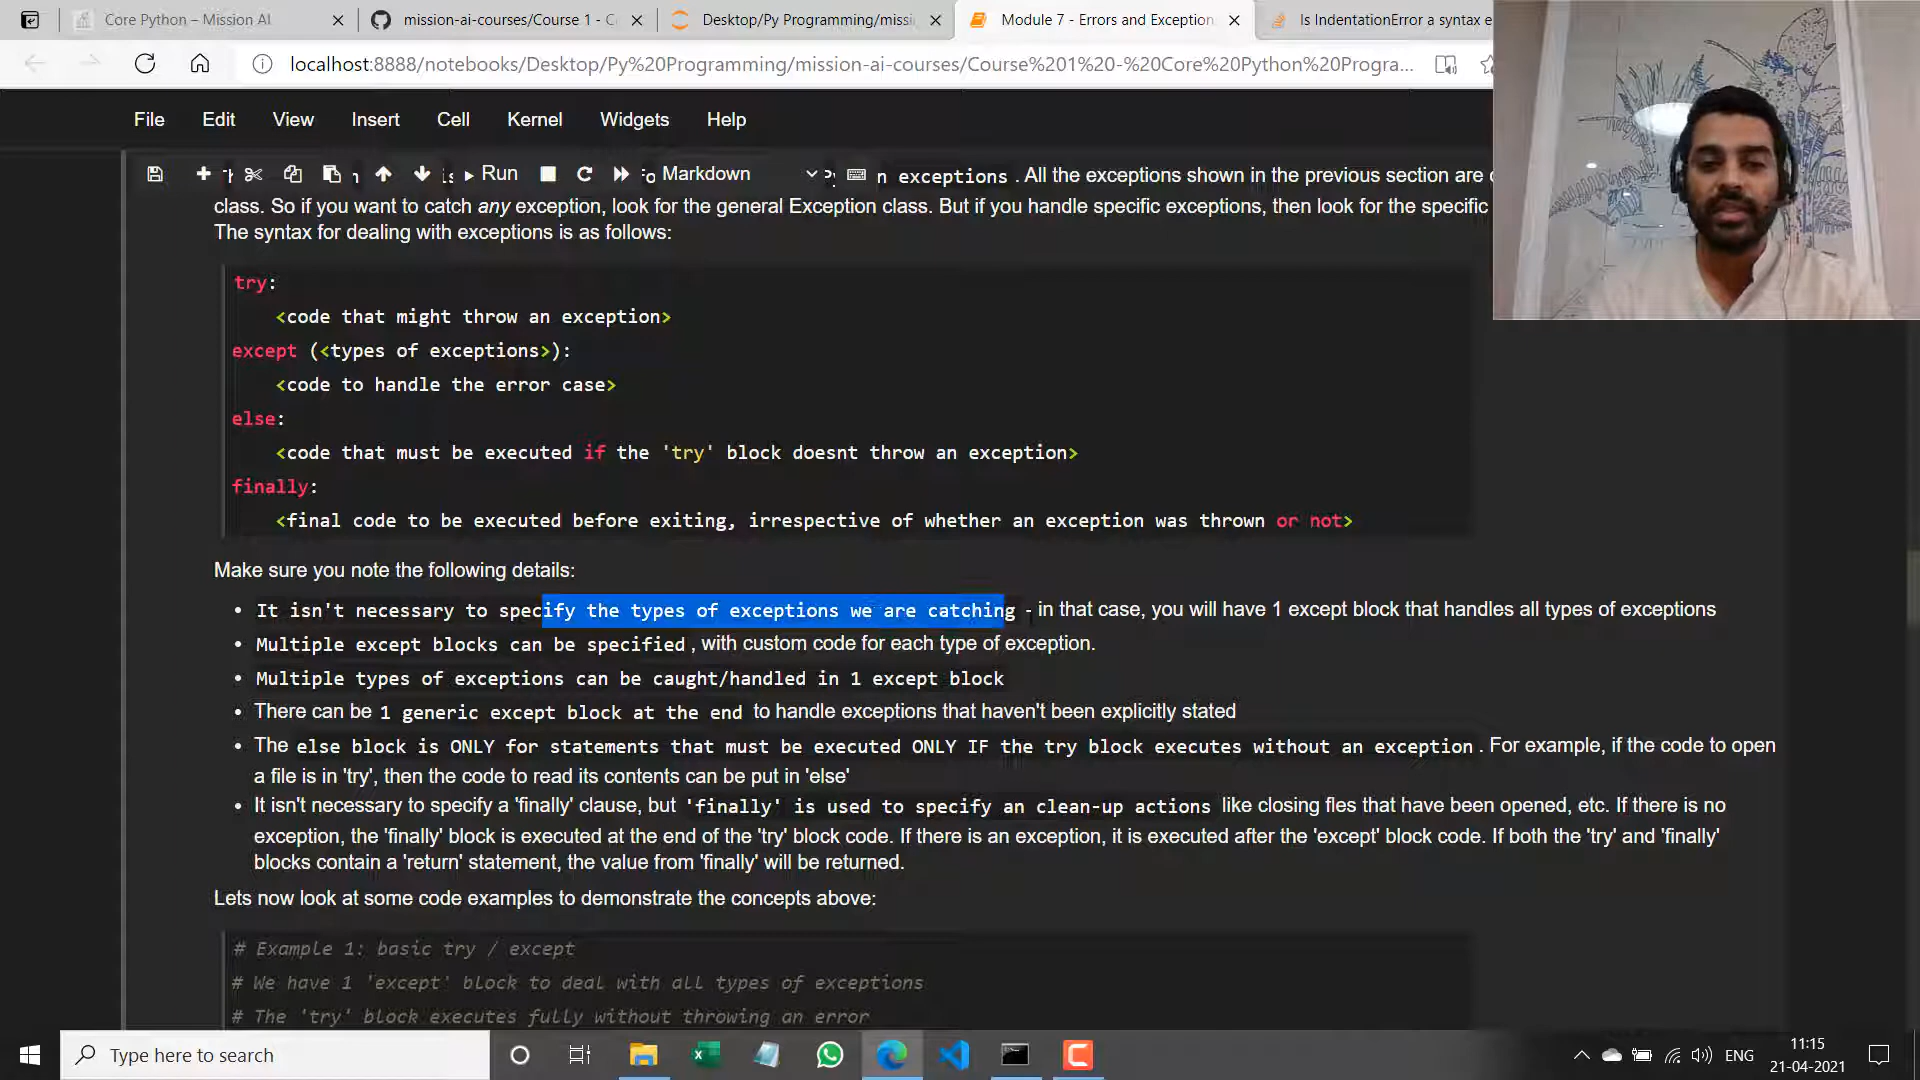 Core Python – Mission AI
mission-ai-courses/Course 1 - C
Desktop/Py Programming/missi
Module 7 - Errors and Exception
Is IndentationError a syntax e
localhost:8888/notebooks/Desktop/Py%20Programming/mission-ai-courses/Course%201%20-%20Core%20Python%20Progra...
File Edit View Insert Cell Kernel Widgets Help
Run Markdown
n exceptions . All the exceptions shown in the previous section are
class. So if you want to catch any exception, look for the general Exception class. But if you handle specific exceptions, then look for the specific
The syntax for dealing with exceptions is as follows:
try:
<code that might throw an exception>
except (<types of exceptions>):
<code to handle the error case>
else:
<code that must be executed if the 'try' block doesnt throw an exception>
finally:
<final code to be executed before exiting, irrespective of whether an exception was thrown or not>
Make sure you note the following details:
• It isn't necessary to specify the types of exceptions we are catching - in that case, you will have 1 except block that handles all types of exceptions
• Multiple except blocks can be specified , with custom code for each type of exception.
• Multiple types of exceptions can be caught/handled in 1 except block
• There can be 1 generic except block at the end to handle exceptions that haven't been explicitly stated
• The else block is ONLY for statements that must be executed ONLY IF the try block executes without an exception . For example, if the code to open
a file is in 'try', then the code to read its contents can be put in 'else'
• It isn't necessary to specify a 'finally' clause, but 'finally' is used to specify an clean-up actions like closing fles that have been opened, etc. If there is no
exception, the 'finally' block is executed at the end of the 'try' block code. If there is an exception, it is executed after the 'except' block code. If both the 'try' and 'finally'
blocks contain a 'return' statement, the value from 'finally' will be returned.
Lets now look at some code examples to demonstrate the concepts above:
# Example 1: basic try / except
# We have 1 'except' block to deal with all types of exceptions
# The 'try' block executes fully without throwing an error
Type here to search
ENG
11:15
21-04-2021